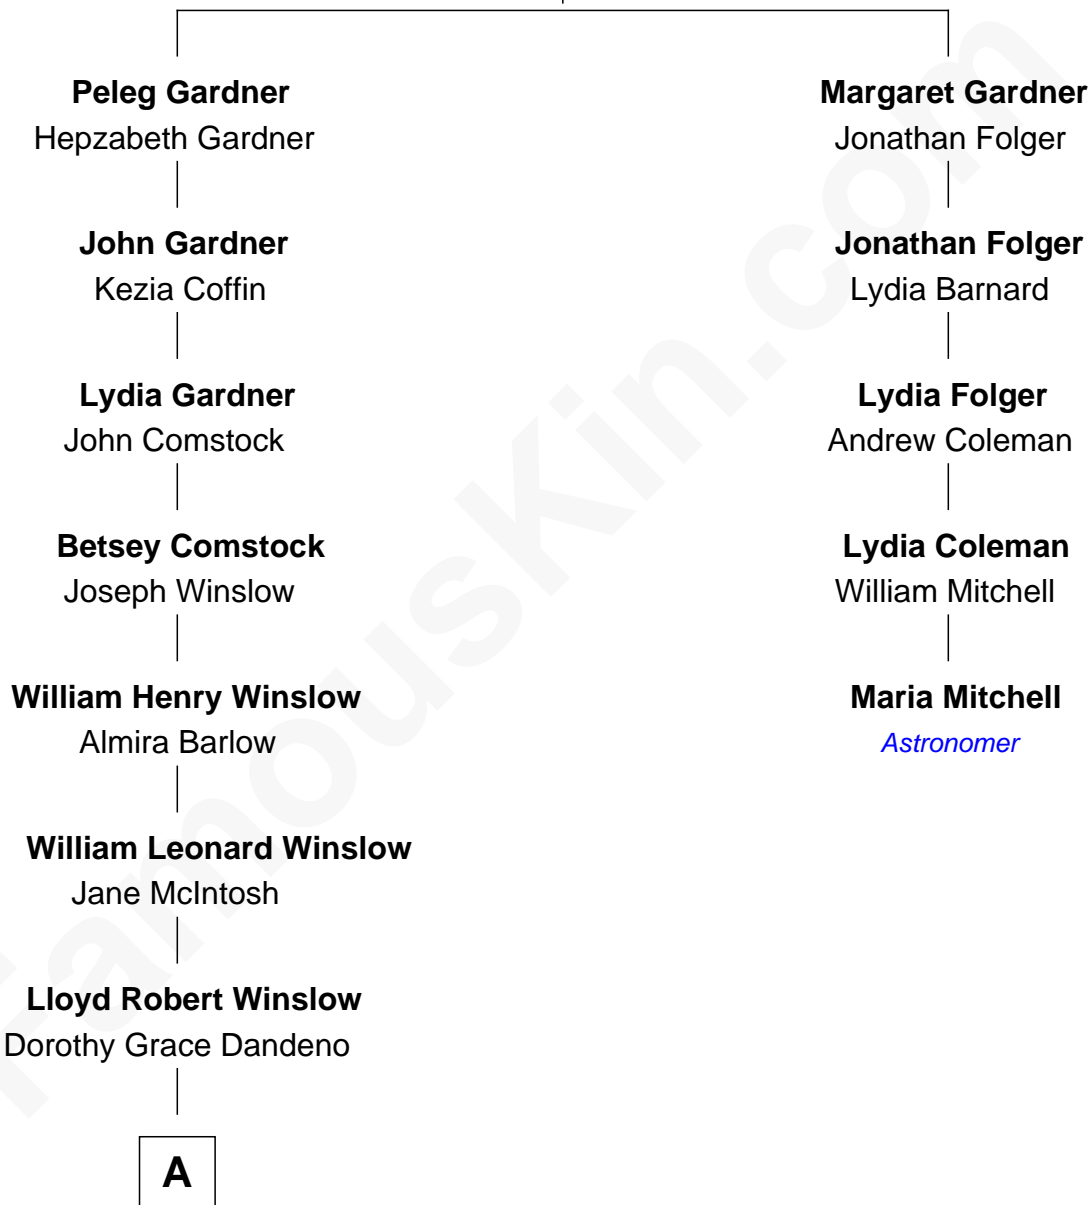 Peleg Gardner
Hepzabeth Gardner
Margaret Gardner
Jonathan Folger
John Gardner
Kezia Coffin
Jonathan Folger
Lydia Barnard
Lydia Gardner
John Comstock
Lydia Folger
Andrew Coleman
Betsey Comstock
Joseph Winslow
Lydia Coleman
William Mitchell
William Henry Winslow
Almira Barlow
Maria Mitchell
Astronomer
William Leonard Winslow
Jane McIntosh
Lloyd Robert Winslow
Dorothy Grace Dandeno
A
FamousKin.com